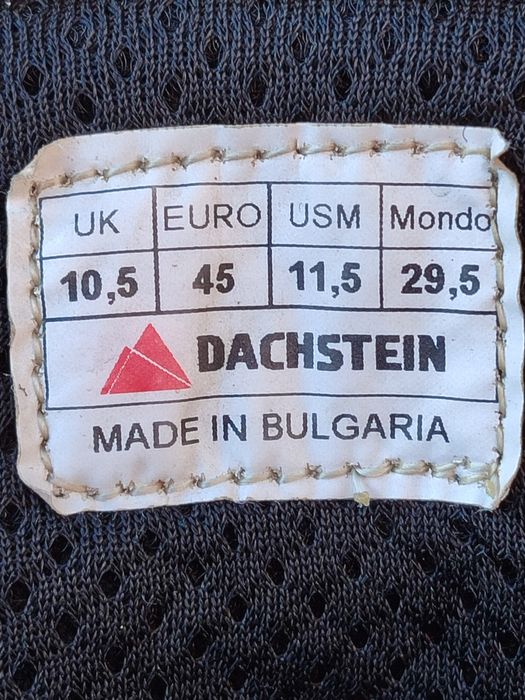 UK EURO USM Mondo
10,5 45 11,5 29,5
DACHSTEIN
MADE IN BULGARIA